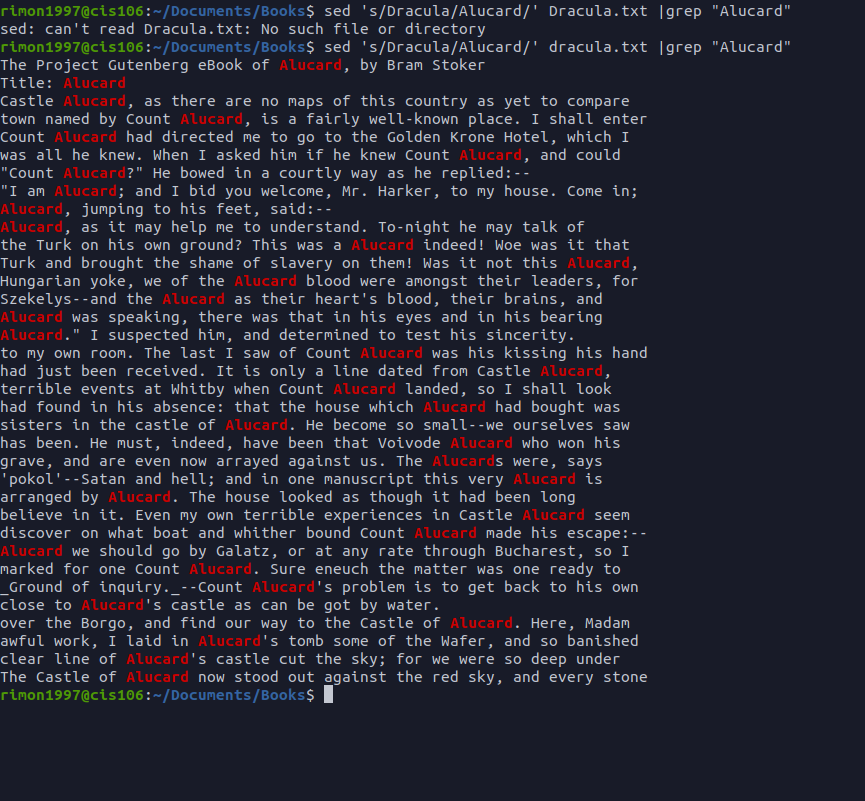 rimon1997@cis106:~/Documents/Books$ sed 's/Dracula/Alucard/' Dracula.txt |grep "Alucard"
sed: can't read Dracula.txt: No such file or directory
rimon1997@cis106:~/Documents/Books$ sed 's/Dracula/Alucard/' dracula.txt |grep "Alucard"
The Project Gutenberg eBook of Alucard, by Bram Stoker
Title: Alucard
Castle Alucard, as there are no maps of this country as yet to compare
town named by Count Alucard, is a fairly well-known place. I shall enter
Count Alucard had directed me to go to the Golden Krone Hotel, which I
was all he knew. When I asked him if he knew Count Alucard, and could
"Count Alucard?" He bowed in a courtly way as he replied:--
"I am Alucard; and I bid you welcome, Mr. Harker, to my house. Come in;
Alucard, jumping to his feet, said:--
Alucard, as it may help me to understand. To-night he may talk of
the Turk on his own ground? This was a Alucard indeed! Woe was it that
Turk and brought the shame of slavery on them! Was it not this Alucard,
Hungarian yoke, we of the Alucard blood were amongst their leaders, for
Szekelys--and the Alucard as their heart's blood, their brains, and
Alucard was speaking, there was that in his eyes and in his bearing
Alucard." I suspected him, and determined to test his sincerity.
to my own room. The last I saw of Count Alucard was his kissing his hand
had just been received. It is only a line dated from Castle Alucard,
terrible events at Whitby when Count Alucard landed, so I shall look
had found in his absence: that the house which Alucard had bought was
sisters in the castle of Alucard. He become so small--we ourselves saw
has been. He must, indeed, have been that Voivode Alucard who won his
grave, and are even now arrayed against us. The Alucards were, says
'pokol'--Satan and hell; and in one manuscript this very Alucard is
arranged by Alucard. The house looked as though it had been long
believe in it. Even my own terrible experiences in Castle Alucard seem
discover on what boat and whither bound Count Alucard made his escape:--
Alucard we should go by Galatz, or at any rate through Bucharest, so I
marked for one Count Alucard. Sure eneuch the matter was one ready to
_Ground of inquiry._--Count Alucard's problem is to get back to his own
close to Alucard's castle as can be got by water.
over the Borgo, and find our way to the Castle of Alucard. Here, Madam
awful work, I laid in Alucard's tomb some of the Wafer, and so banished
clear line of Alucard's castle cut the sky; for we were so deep under
The Castle of Alucard now stood out against the red sky, and every stone
rimon1997@cis106:~/Documents/Books$